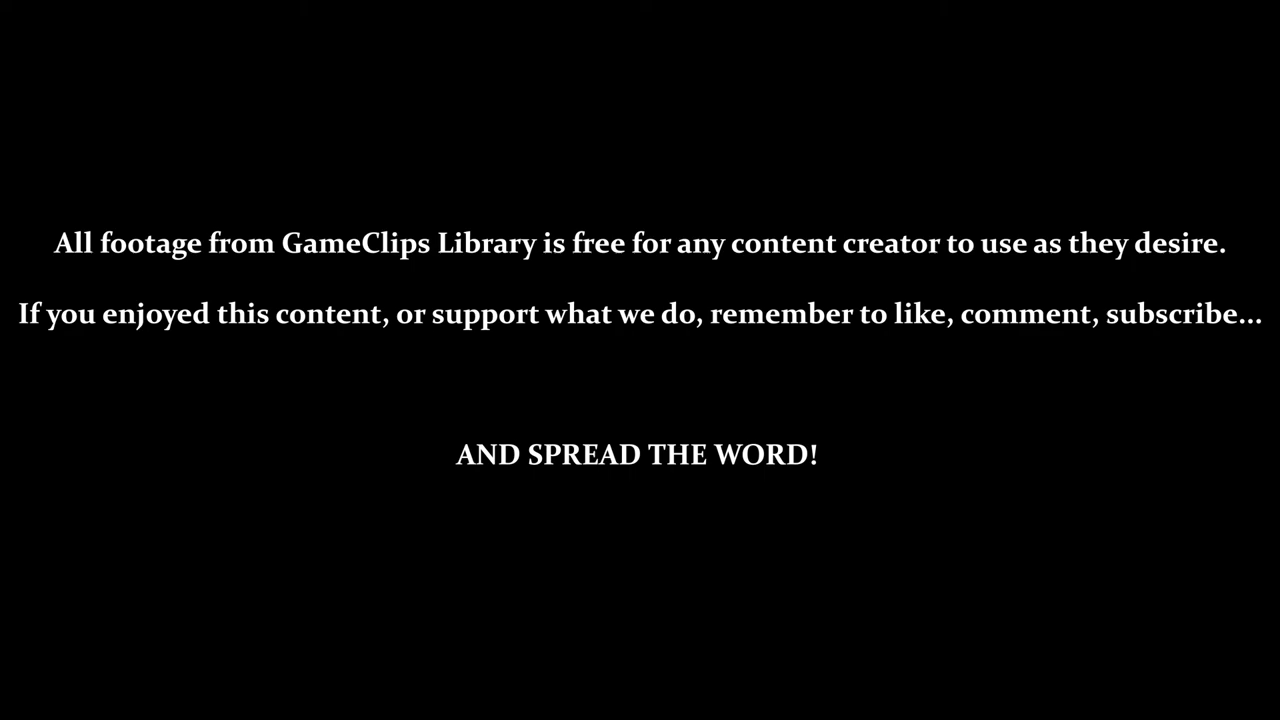 All footage from GameClips Library is free for any content creator to use as they desire.
If you enjoyed this content, or support what we do, remember to like, comment, subscribe...
AND SPREAD THE WORD!